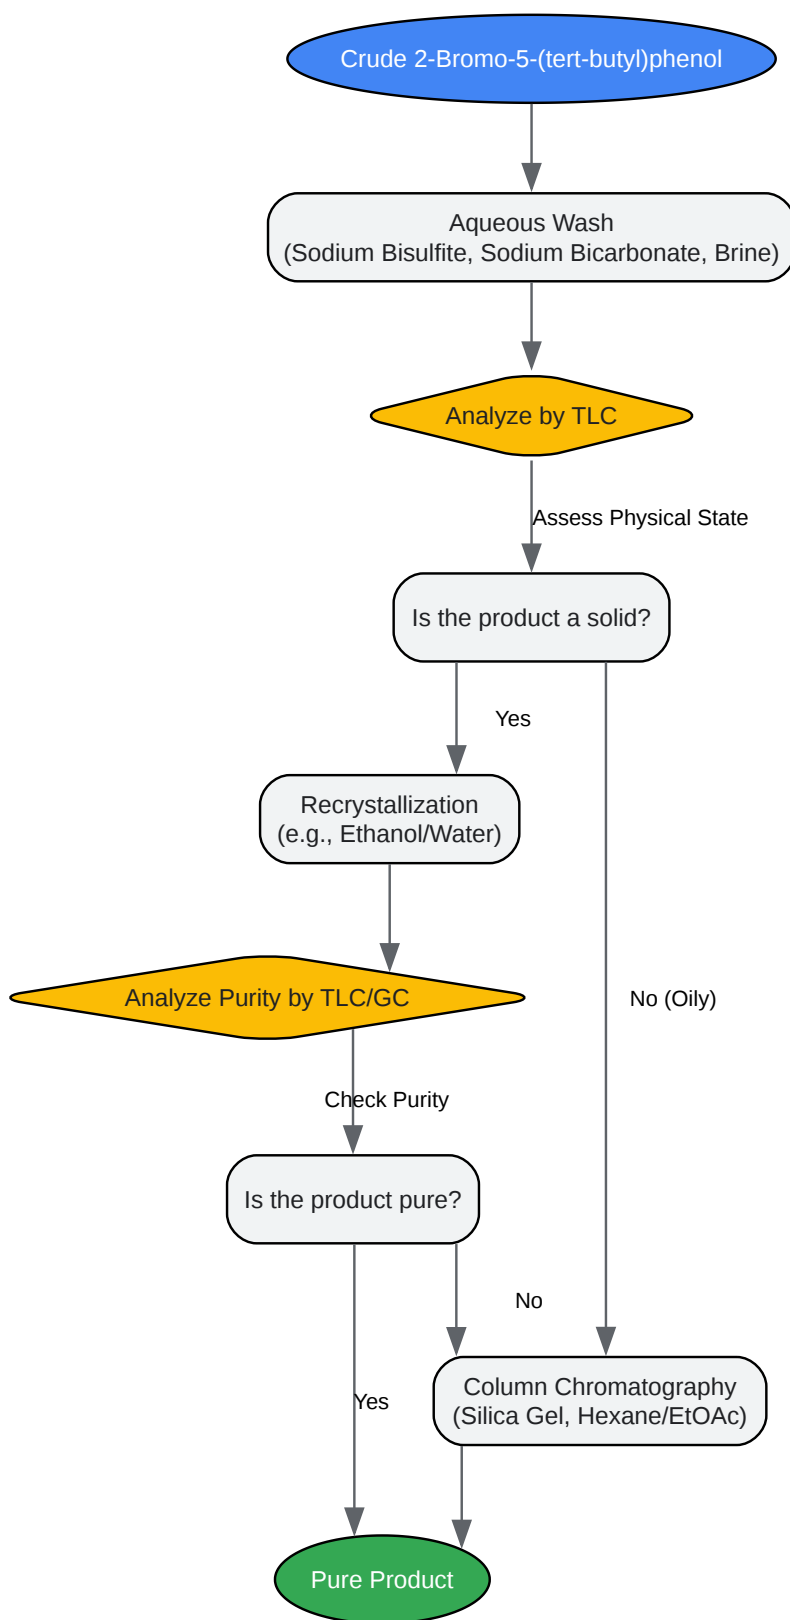 Crude 2-Bromo-5-(tert-butyl)phenol
Aqueous Wash
(Sodium Bisulfite, Sodium Bicarbonate, Brine)
Analyze by TLC
Assess Physical State
Is the product a solid?
Yes
Recrystallization
(e.g., Ethanol/Water)
Analyze Purity by TLC/GC
No (Oily)
Check Purity
Is the product pure?
No
Column Chromatography
(Silica Gel, Hexane/EtOAc)
Yes
Pure Product